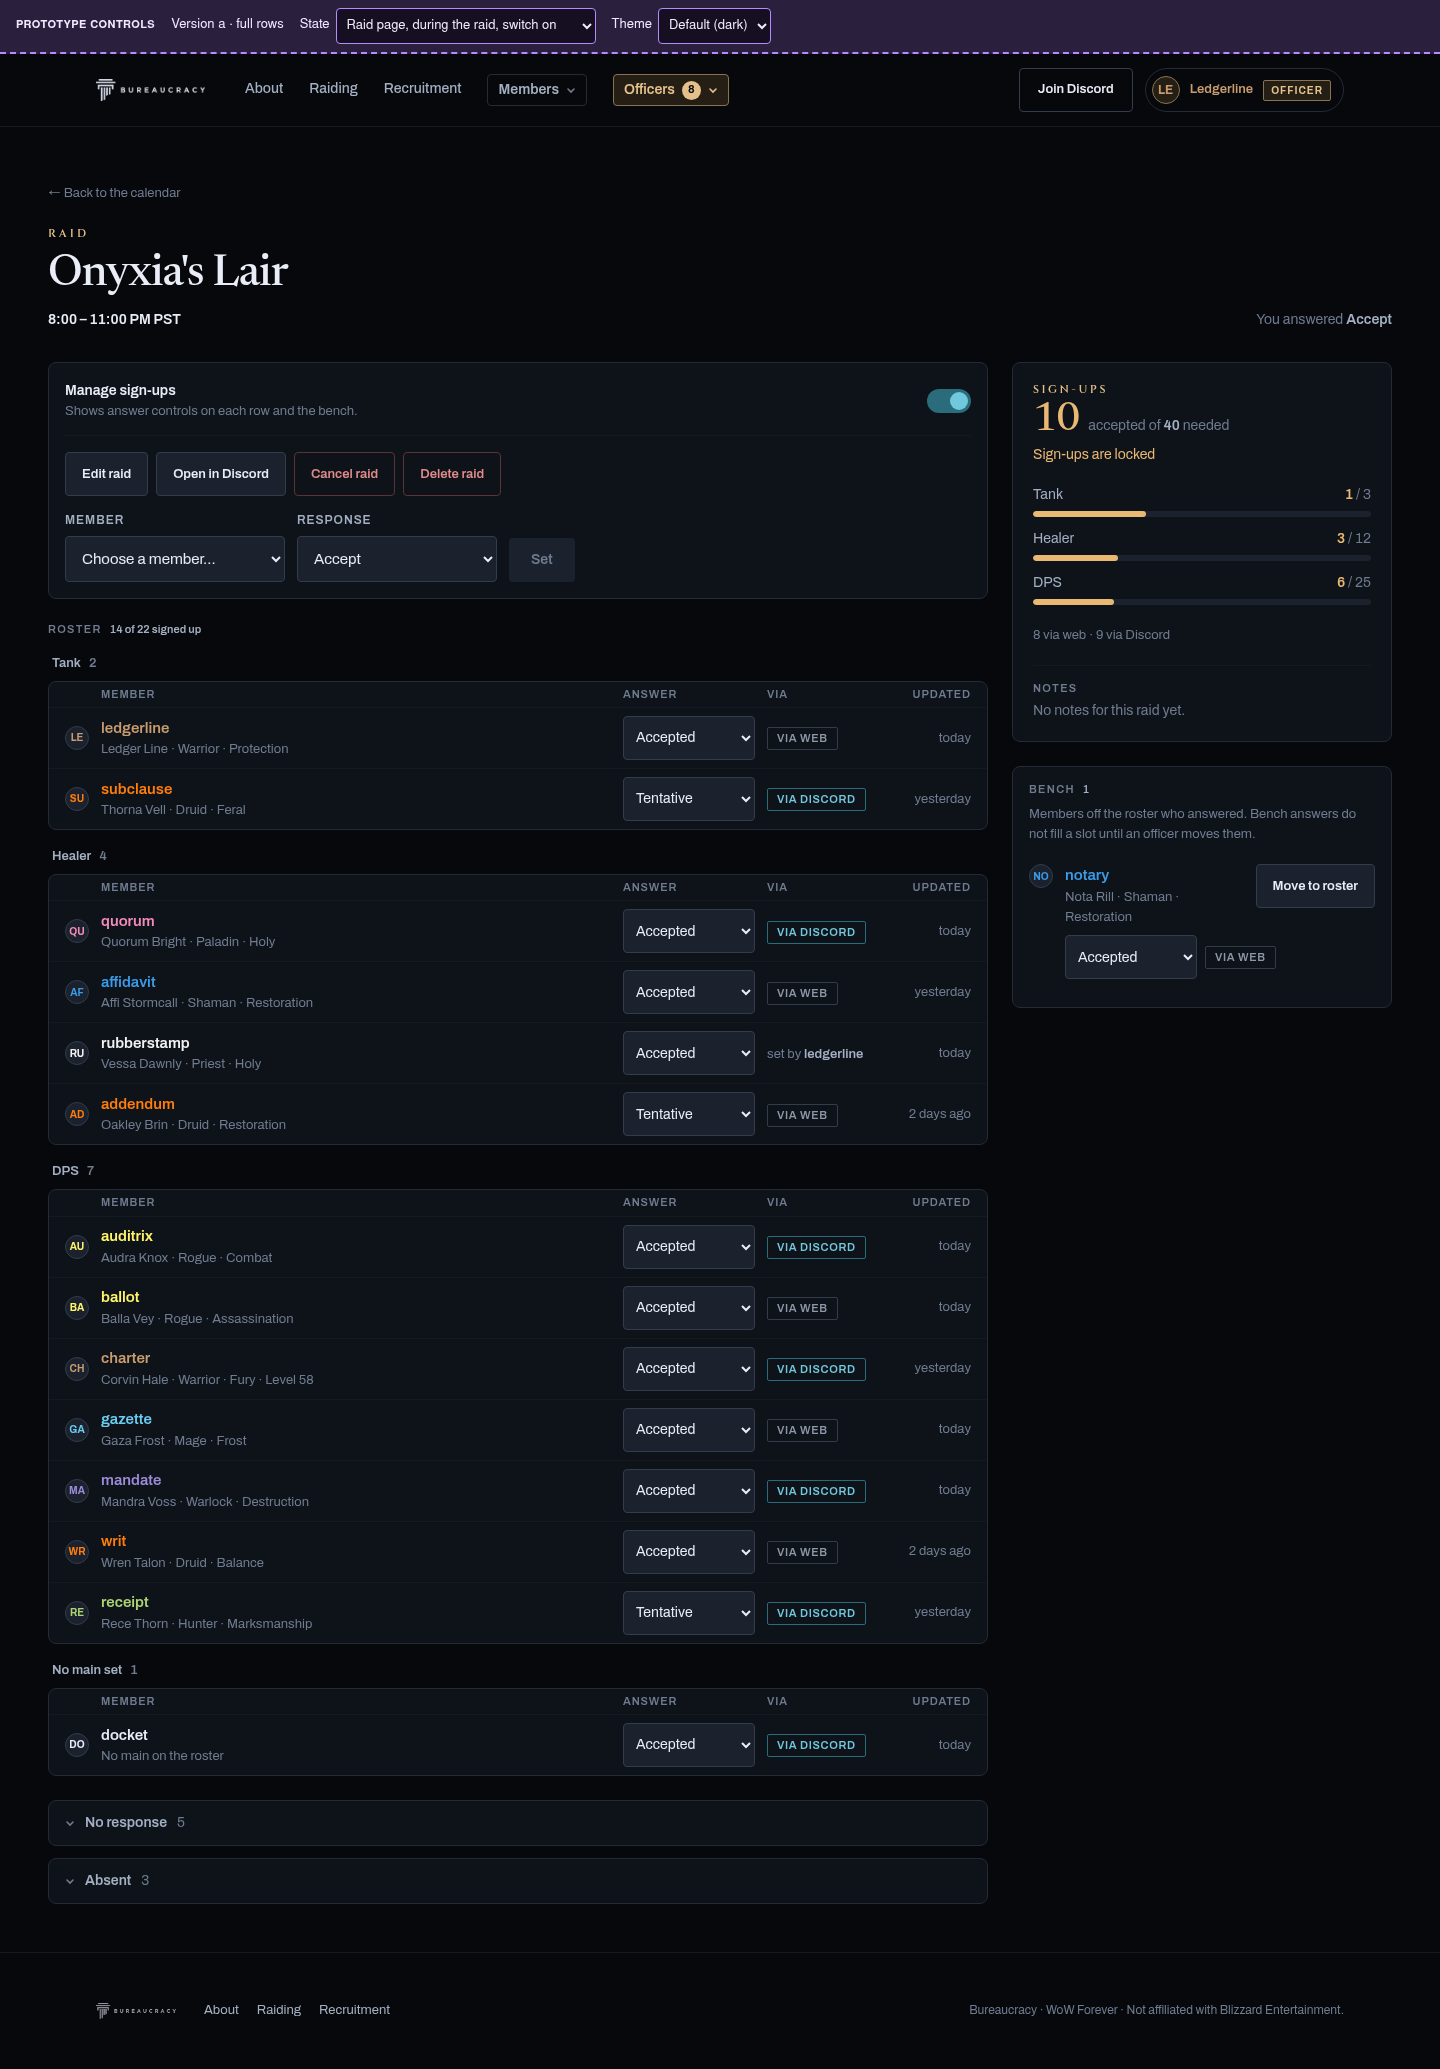 PROTOTYPE CONTROLS Version a · full rows State Raid page, during the raid, switch on Theme Default (dark)
BUREAUCRACY About Raiding Recruitment Members Officers 8 Join Discord LE Ledgerline OFFICER
← Back to the calendar
RAID
Onyxia's Lair
8:00 – 11:00 PM PST You answered Accept
Manage sign-ups
Shows answer controls on each row and the bench.
Edit raid Open in Discord Cancel raid Delete raid
MEMBER RESPONSE
Choose a member... Accept Set
ROSTER 14 of 22 signed up
Tank 2
MEMBER ANSWER VIA UPDATED
LE ledgerline Accepted VIA WEB today
Ledger Line · Warrior · Protection
SU subclause Tentative VIA DISCORD yesterday
Thorna Vell · Druid · Feral
Healer 4
MEMBER ANSWER VIA UPDATED
QU quorum Accepted VIA DISCORD today
Quorum Bright · Paladin · Holy
AF affidavit Accepted VIA WEB yesterday
Affi Stormcall · Shaman · Restoration
RU rubberstamp Accepted set by ledgerline today
Vessa Dawnly · Priest · Holy
AD addendum Tentative VIA WEB 2 days ago
Oakley Brin · Druid · Restoration
DPS 7
MEMBER ANSWER VIA UPDATED
AU auditrix Accepted VIA DISCORD today
Audra Knox · Rogue · Combat
BA ballot Accepted VIA WEB today
Balla Vey · Rogue · Assassination
CH charter Accepted VIA DISCORD yesterday
Corvin Hale · Warrior · Fury · Level 58
GA gazette Accepted VIA WEB today
Gaza Frost · Mage · Frost
MA mandate Accepted VIA DISCORD today
Mandra Voss · Warlock · Destruction
WR writ Accepted VIA WEB 2 days ago
Wren Talon · Druid · Balance
RE receipt Tentative VIA DISCORD yesterday
Rece Thorn · Hunter · Marksmanship
No main set 1
MEMBER ANSWER VIA UPDATED
DO docket Accepted VIA DISCORD today
No main on the roster
No response 5
Absent 3
SIGN-UPS
10 accepted of 40 needed
Sign-ups are locked
Tank 1 / 3
Healer 3 / 12
DPS 6 / 25
8 via web · 9 via Discord
NOTES
No notes for this raid yet.
BENCH 1
Members off the roster who answered. Bench answers do
not fill a slot until an officer moves them.
NO notary Move to roster
Nota Rill · Shaman ·
Restoration
Accepted VIA WEB
BUREAUCRACY About Raiding Recruitment Bureaucracy · WoW Forever · Not affiliated with Blizzard Entertainment.